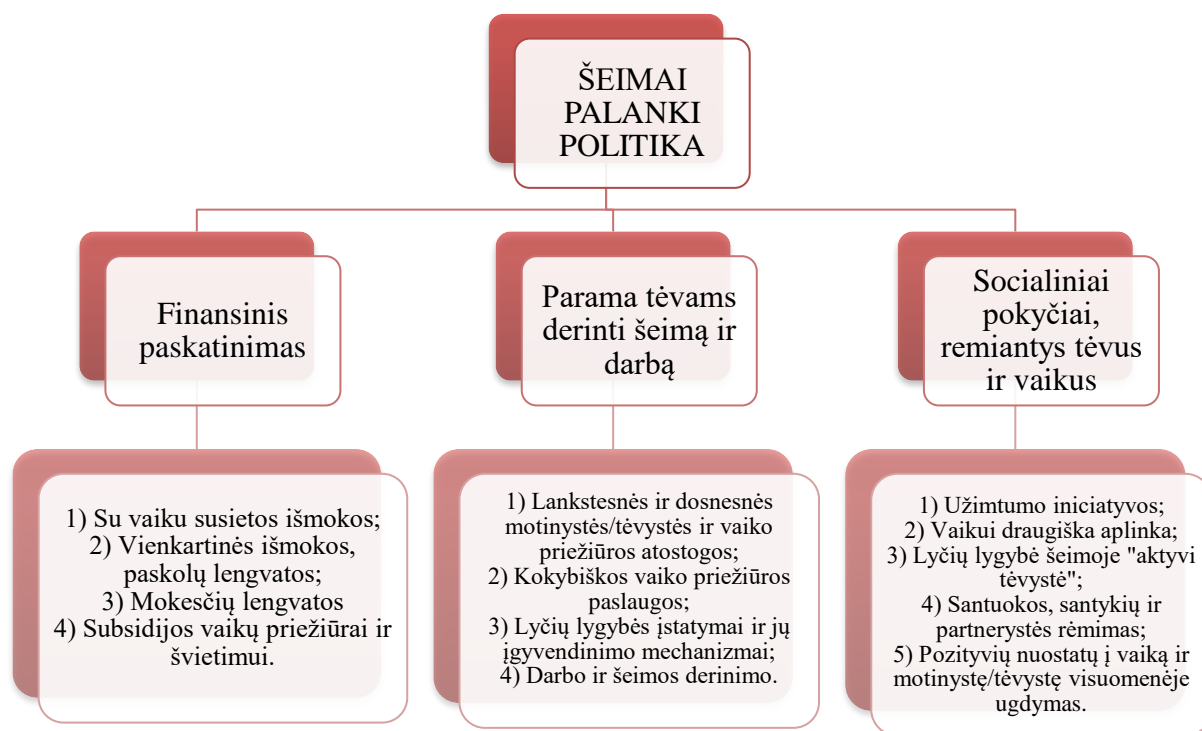 ŠEIMAI
PALANKI
POLITIKA
Finansinis
paskatinimas
Parama tėvams
derinti šeimą ir
darbą
Socialiniai
pokyčiai,
remiantys tėvus
ir vaikus
1) Su vaiku susietos išmokos;
2) Vienkartinės išmokos,
paskolų lengvatos;
3) Mokesčių lengvatos
4) Subsidijos vaikų priežiūrai ir
švietimui.
1) Lankstesnės ir dosnesnės
motinystės/tėvystės ir vaiko
priežiūros atostogos;
2) Kokybiškos vaiko priežiūros
paslaugos;
3) Lyčių lygybės įstatymai ir jų
įgyvendinimo mechanizmai;
4) Darbo ir šeimos derinimo.
1) Užimtumo iniciatyvos;
2) Vaikui draugiška aplinka;
3) Lyčių lygybė šeimoje "aktyvi
tėvystė";
4) Santuokos, santykių ir
partnerystės rėmimas;
5) Pozityvių nuostatų į vaiką ir
motinystę/tėvystę visuomenėje
ugdymas.